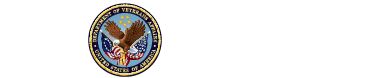 DEPARTMENT OF VETERANS AFFAIRS
UNITED STATES OF AMERICA